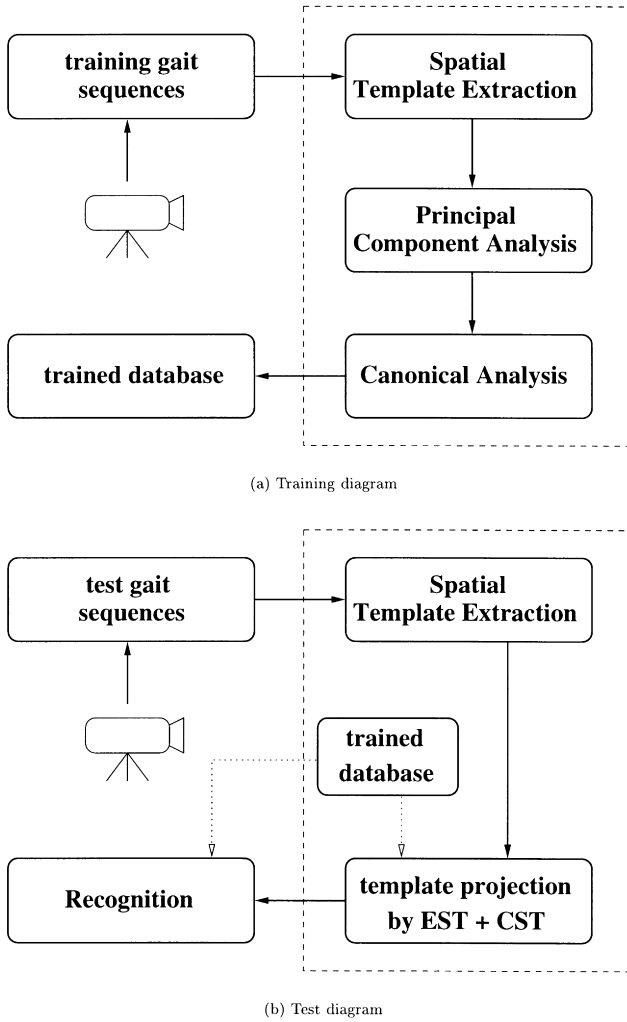 training gait
sequences
Spatial
Template Extraction
Principal
Component Analysis
trained database
Canonical Analysis
(a) Training diagram
test gait
sequences
Spatial
Template Extraction
trained
database
Recognition
template projection
by EST + CST
(b) Test diagram